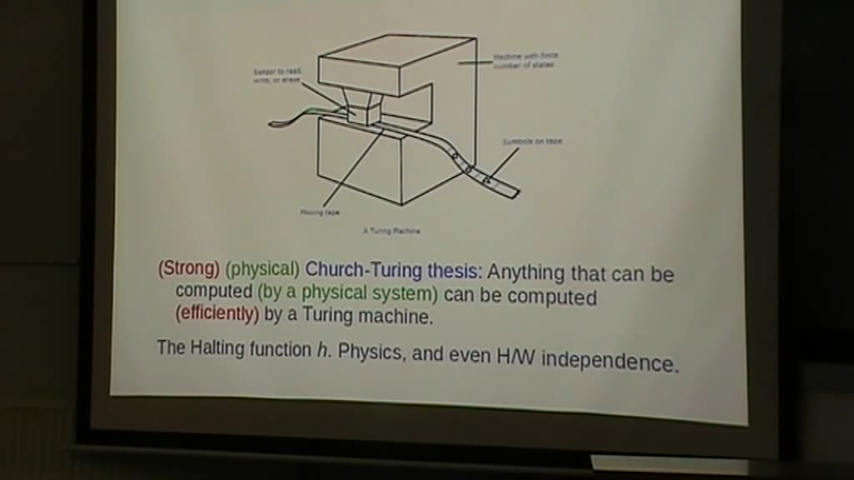 Sensor to read,
write, or erase
Machine with finite
number of states
Symbols on tape
Moving tape
A Turing Machine
(Strong) (physical) Church-Turing thesis: Anything that can be
computed (by a physical system) can be computed
(efficiently) by a Turing machine.
The Halting function h. Physics, and even H/W independence.